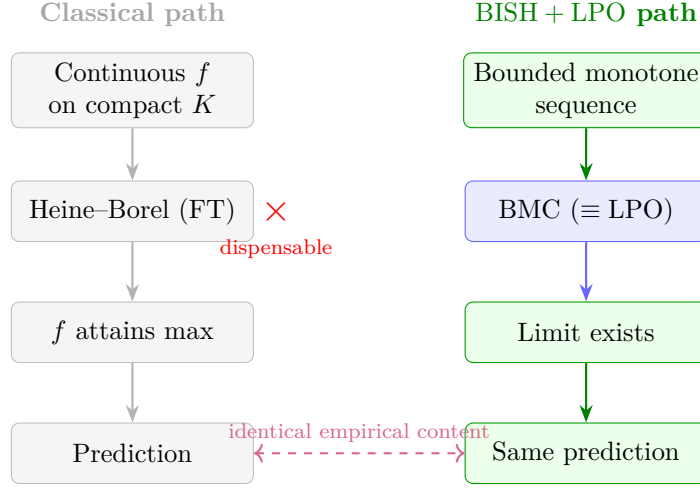 Classical path
BISH + LPO path
Continuous f
on compact K
Bounded monotone
sequence
Heine–Borel (FT)
×
dispensable
BMC (≡ LPO)
f attains max
Limit exists
Prediction
identical empirical content
Same prediction